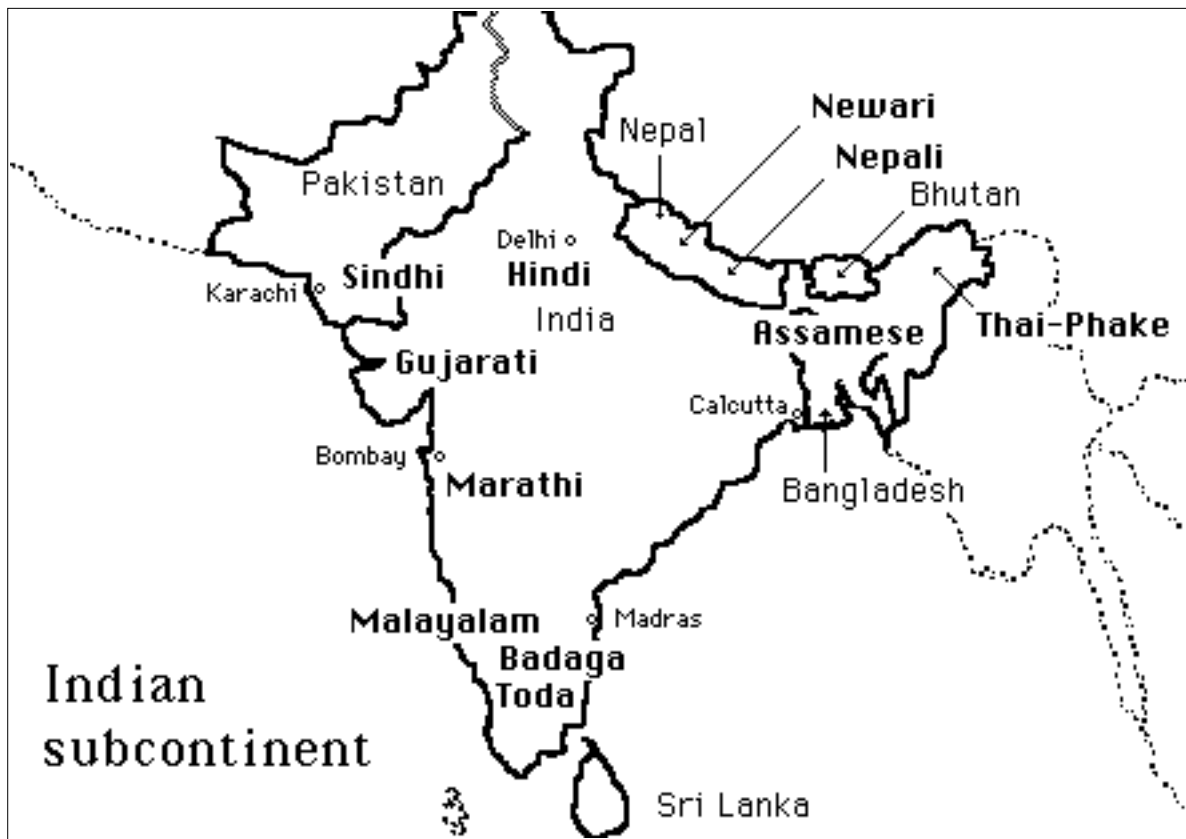 Newari
Nepal
Nepali
Pakistan
Bhutan
Delhi
Sindhi
Hindi
Karachi
India
Assamese
Thai-Phake
Gujarati
Calcutta
Bombay
Marathi
Bangladesh
Malayalam
Madras
Badaga
Toda
Indian
subcontinent
Sri Lanka